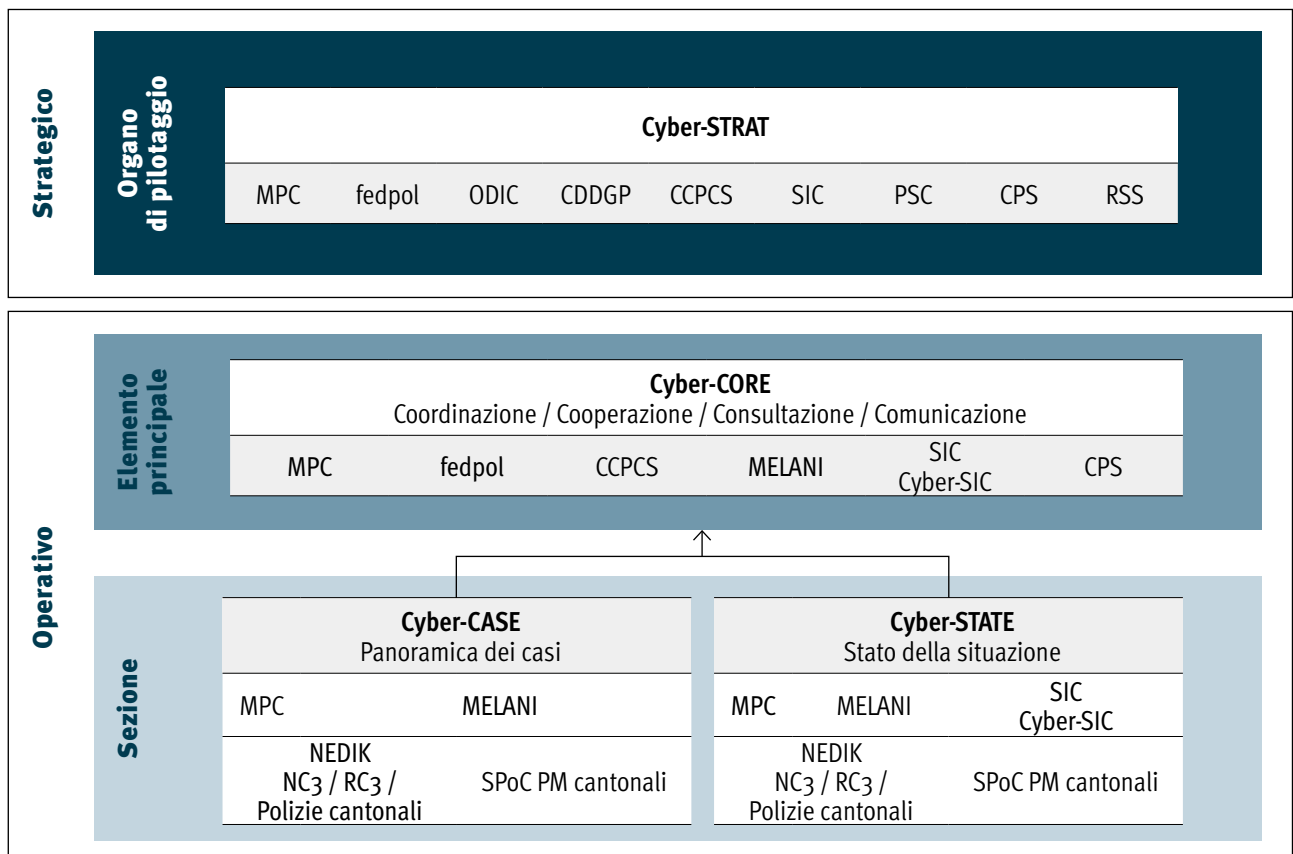 Strategico
Organo
di pilotaggio
Cyber-STRAT
MPC fedpol ODIC CDDGP CCPCS SIC PSC CPS RSS
Operativo
Elemento
principale
Cyber-CORE
Coordinazione / Cooperazione / Consultazione / Comunicazione
MPC fedpol CCPCS MELANI SIC
Cyber-SIC CPS
Sezione
Cyber-CASE
Panoramica dei casi
MPC MELANI
NEDIK
NC3 / RC3 /
Polizie cantonali
SPoC PM cantonali
Cyber-STATE
Stato della situazione
MPC MELANI SIC
Cyber-SIC
NEDIK
NC3 / RC3 /
Polizie cantonali
SPoC PM cantonali